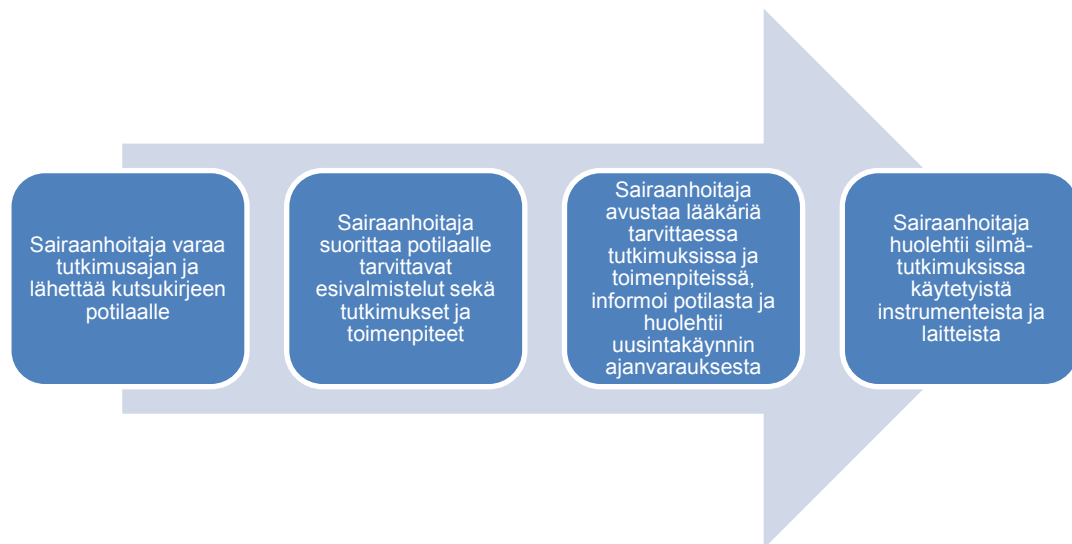 Sairaanhoitaja varaa
tutkimusajan ja
lähettää kutsukirjeen
potilaalle
Sairaanhoitaja
suorittaa potilaalle
tarvittavat
esivalmistelut sekä
tutkimukset ja
toimenpiteet
Sairaanhoitaja
avustaa lääkäriä
tarvittaessa
tutkimuksissa ja
toimenpiteissä,
informoi potilasta ja
huolehtii
uusintakäynnin
ajanvarauksesta
Sairaanhoitaja
huolehtii silmä-
tutkimuksissa
käytetyistä
instrumenteista ja
laitteista